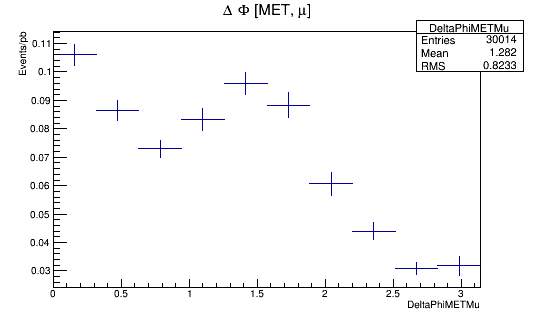 Δ Φ [MET, μ]
DeltaPhiMETMu
Entries 30014
Mean 1.282
RMS 0.8233
Events/pb
0.11
0.1
0.09
0.08
0.07
0.06
0.05
0.04
0.03
0 0.5 1 1.5 2 2.5 3
DeltaPhiMETMu